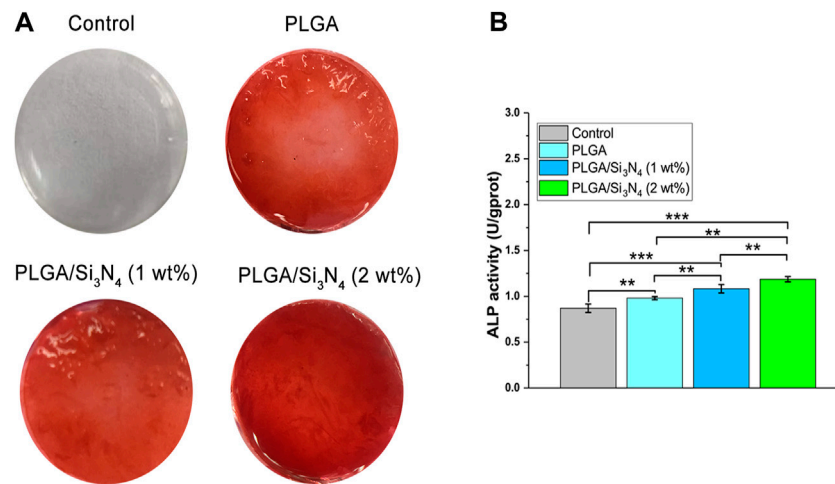 A
Control
PLGA
PLGA/Si₃N₄ (1 wt%)
PLGA/Si₃N₄ (2 wt%)
B
ALP activity (U/gprot)
3.0
2.5
2.0
1.5
1.0
0.5
0.0
Control
PLGA
PLGA/Si₃N₄ (1 wt%)
PLGA/Si₃N₄ (2 wt%)
***
**
***
**
**
**